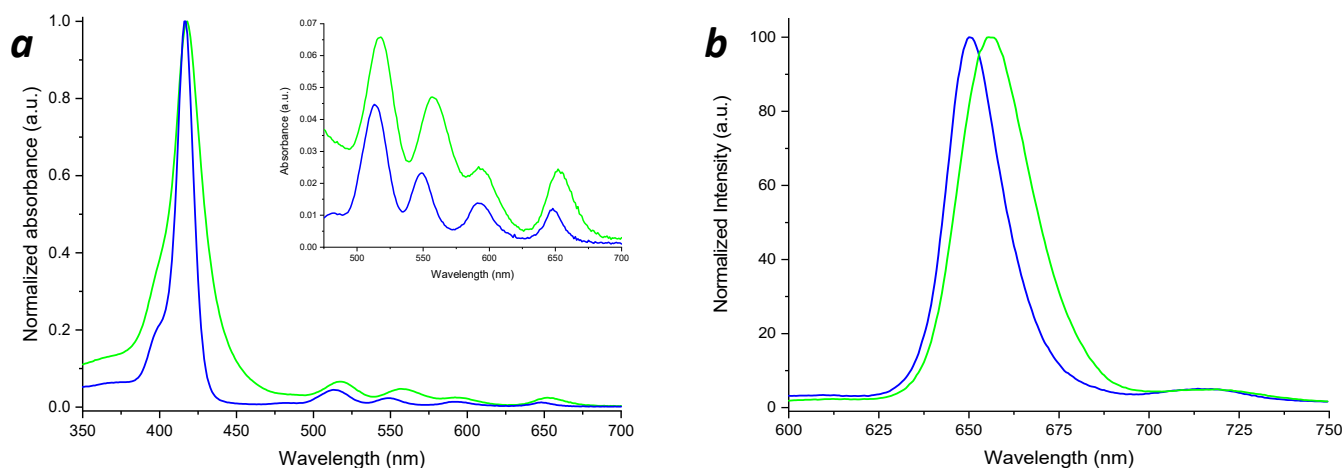 a
Normalized absorbance (a.u.)
1.0
0.8
0.6
0.4
0.2
0.0
350 400 450 500 550 600 650 700
Wavelength (nm)
Absorbance (a.u.)
0.07
0.06
0.05
0.04
0.03
0.02
0.01
0.00
500 550 600 650 700
Wavelength (nm)
b
Normalized Intensity (a.u.)
100
80
60
40
20
0
600 625 650 675 700 725 750
Wavelength (nm)